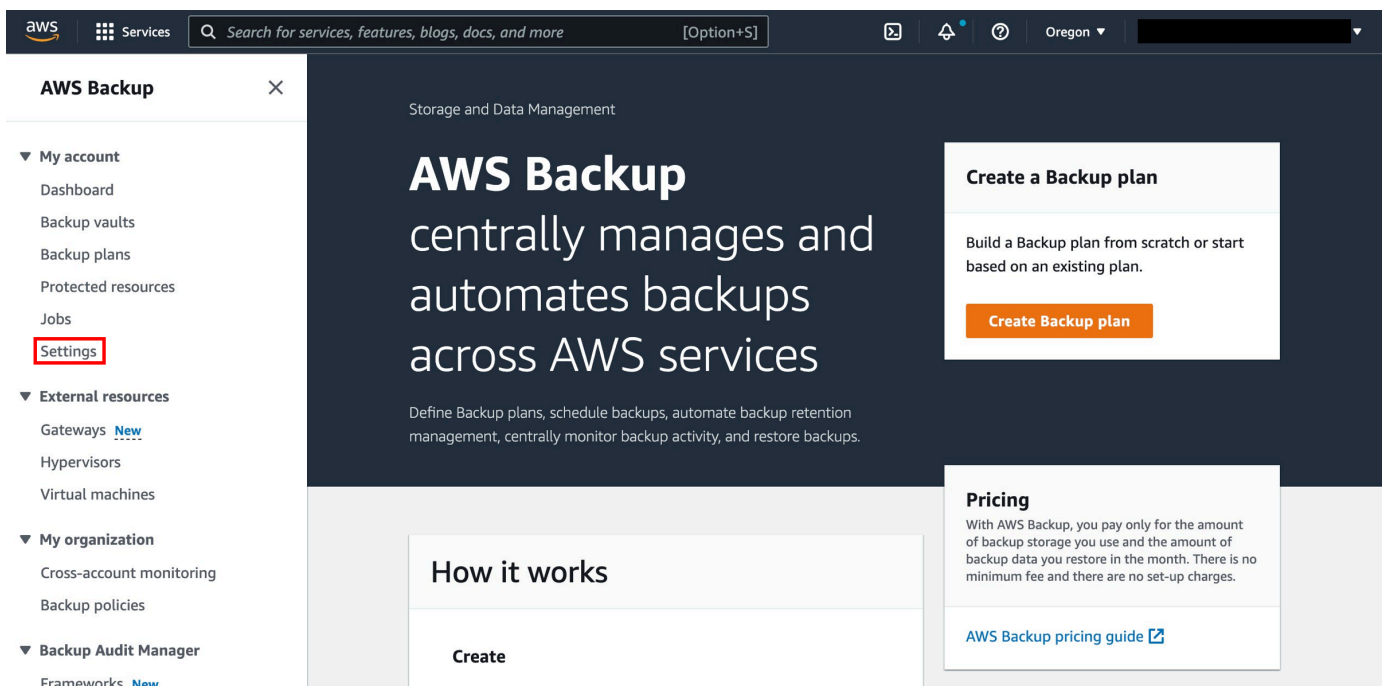 aws
Services
Search for services, features, blogs, docs, and more [Option+S]
Oregon
AWS Backup
My account
Dashboard
Backup vaults
Backup plans
Protected resources
Jobs
Settings
External resources
Gateways New
Hypervisors
Virtual machines
My organization
Cross-account monitoring
Backup policies
Backup Audit Manager
Frameworks New
Storage and Data Management
AWS Backup
centrally manages and
automates backups
across AWS services
Define Backup plans, schedule backups, automate backup retention
management, centrally monitor backup activity, and restore backups.
Create a Backup plan
Build a Backup plan from scratch or start
based on an existing plan.
Create Backup plan
Pricing
With AWS Backup, you pay only for the amount
of backup storage you use and the amount of
backup data you restore in the month. There is no
minimum fee and there are no set-up charges.
AWS Backup pricing guide
How it works
Create